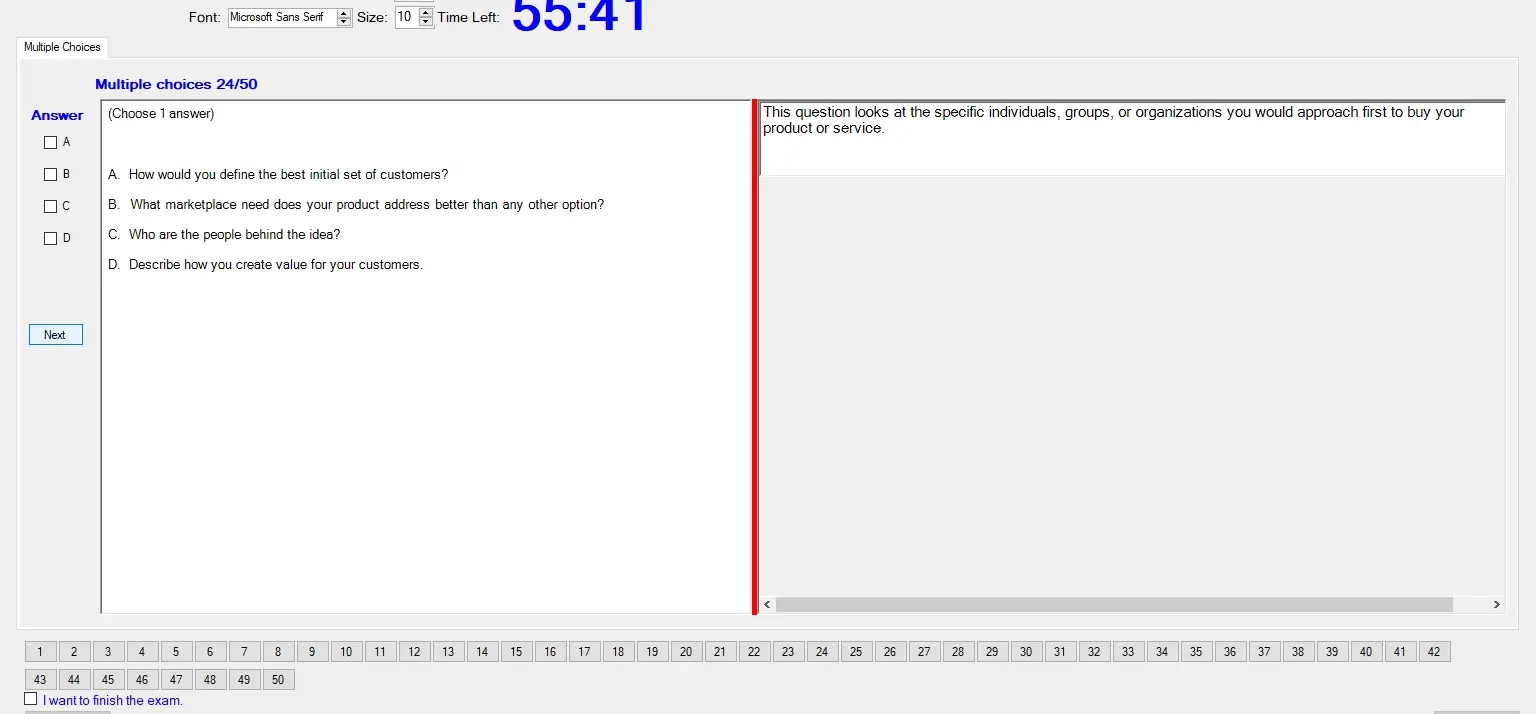 Font: Microsoft Sans Serif Size: 10 Time Left: 55:41
Multiple Choices
Multiple choices 24/50
Answer
A
B
C
D
Next
(Choose 1 answer)
A. How would you define the best initial set of customers?
B. What marketplace need does your product address better than any other option?
C. Who are the people behind the idea?
D. Describe how you create value for your customers.
This question looks at the specific individuals, groups, or organizations you would approach first to buy your
product or service.
1 2 3 4 5 6 7 8 9 10 11 12 13 14 15 16 17 18 19 20 21 22 23 24 25 26 27 28 29 30 31 32 33 34 35 36 37 38 39 40 41 42
43 44 45 46 47 48 49 50
I want to finish the exam.